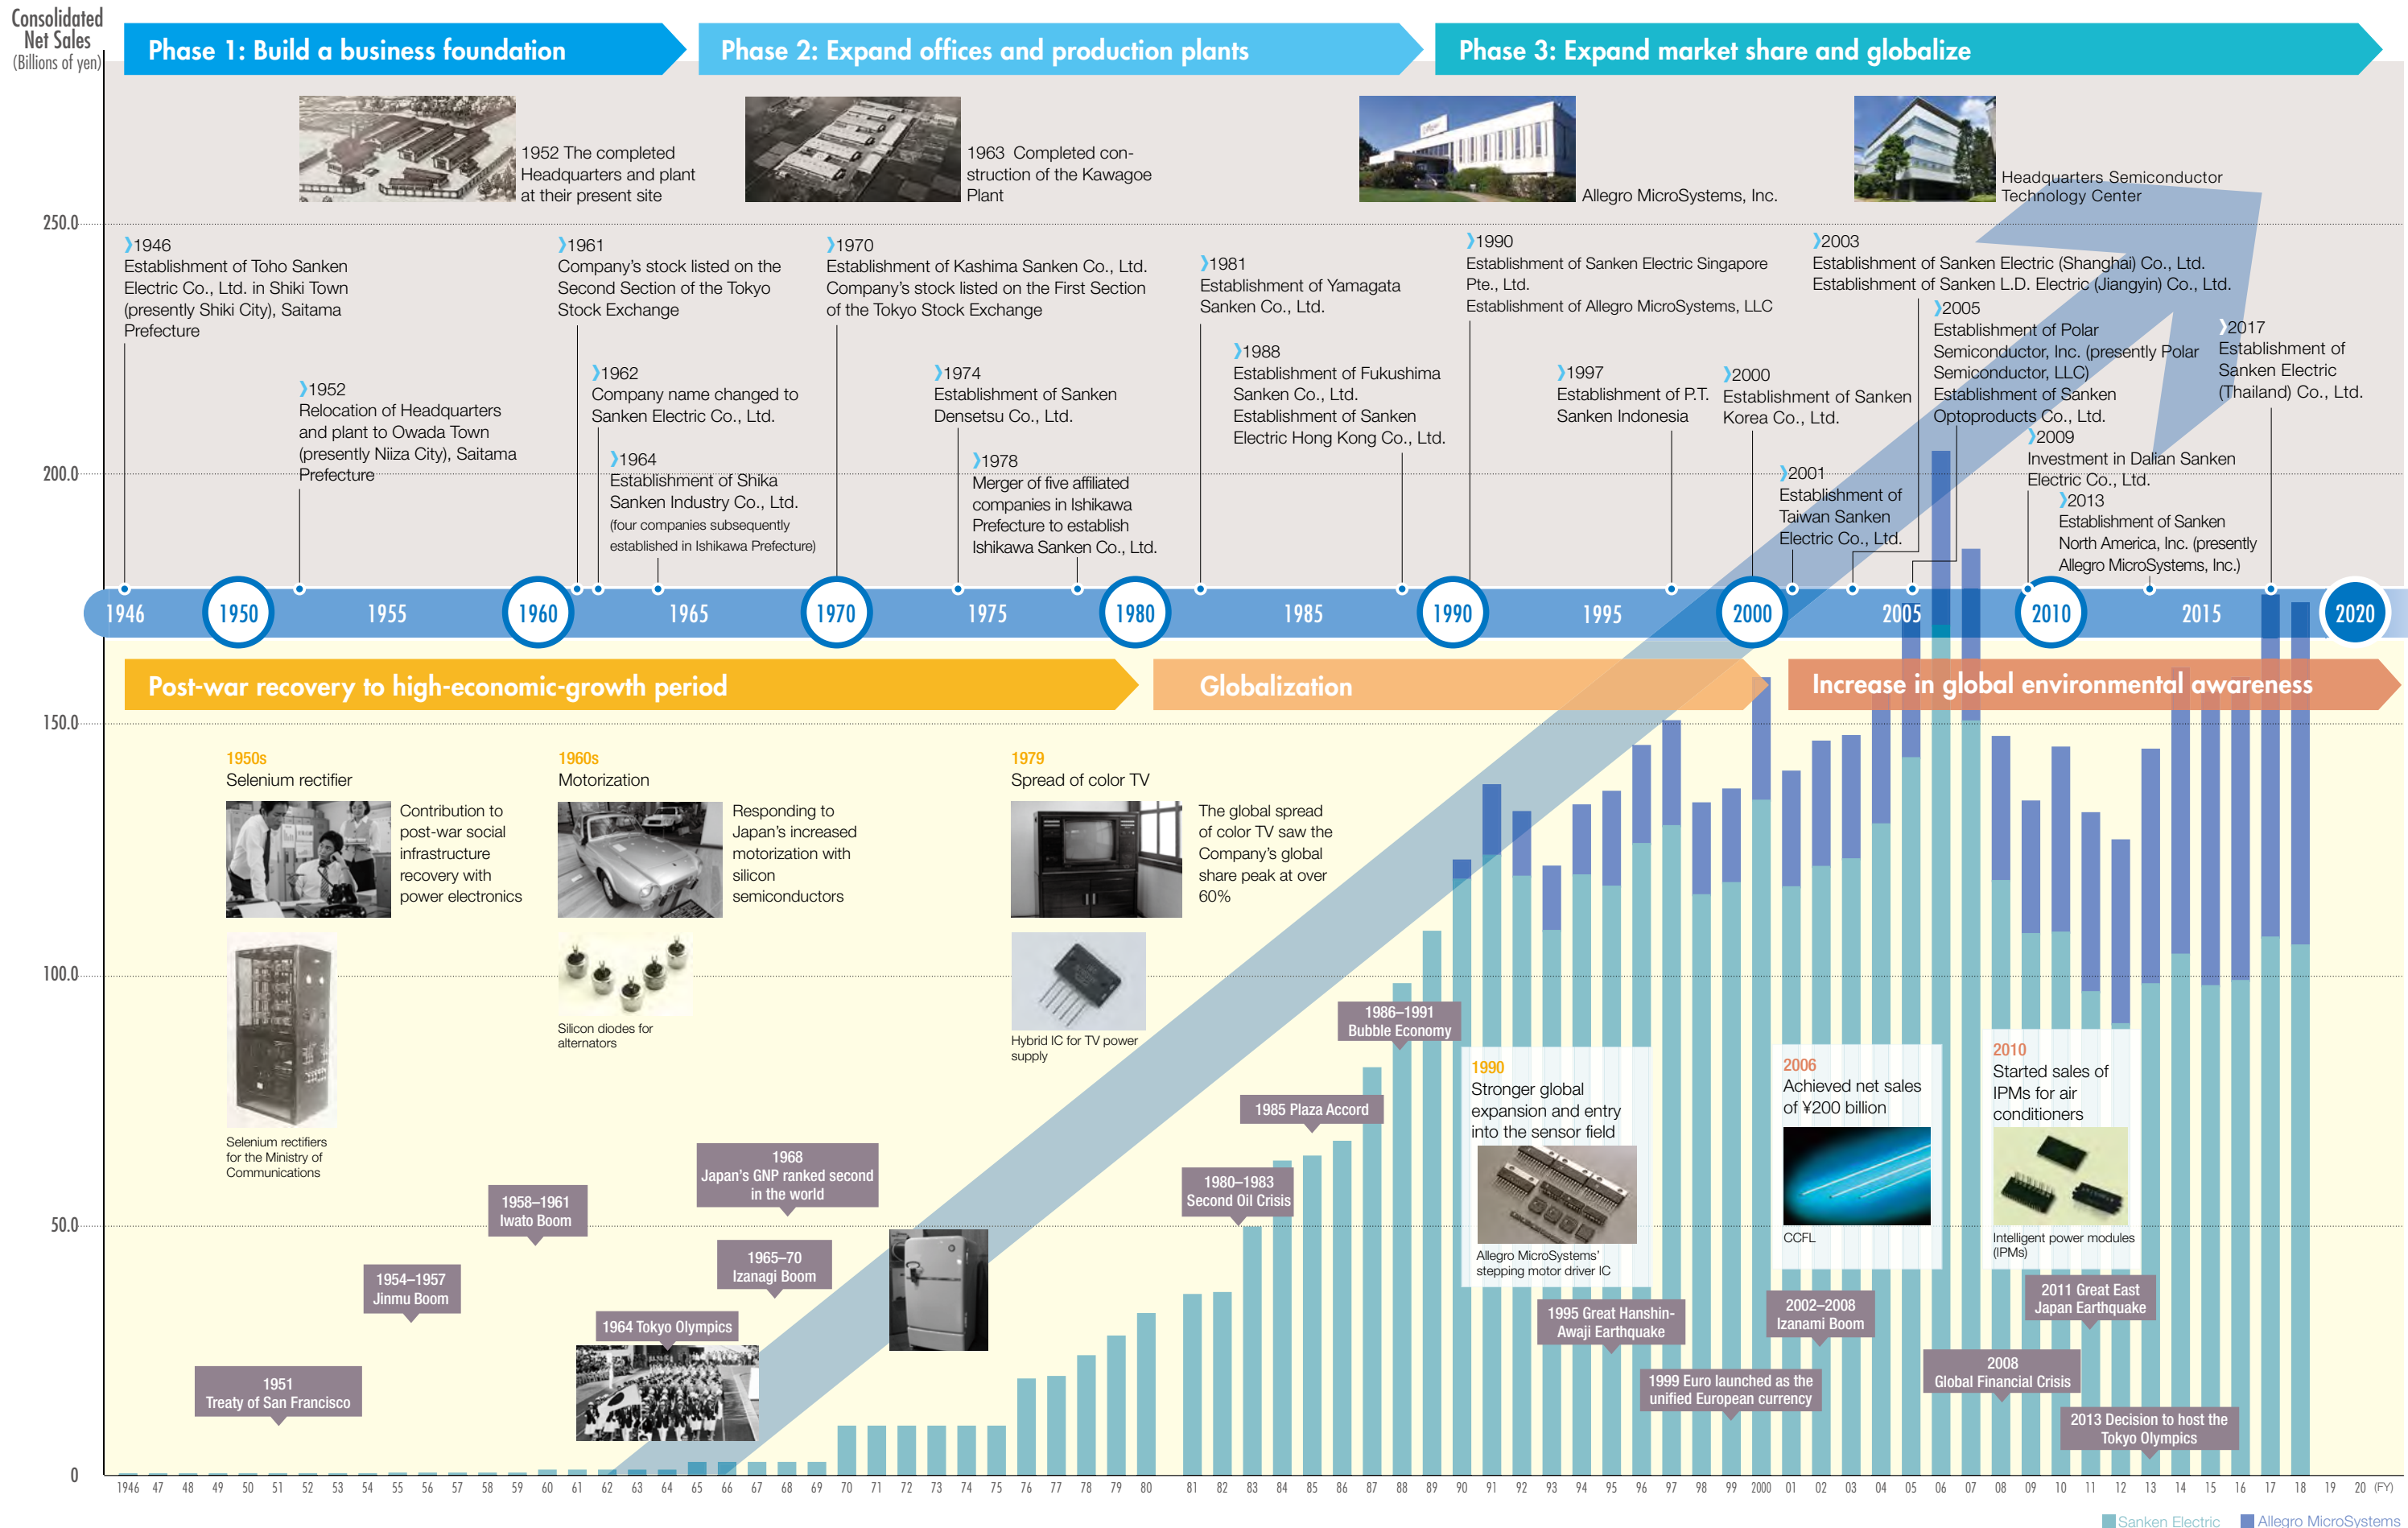 Consolidated
Net Sales
(Billions of yen)
Phase 1: Build a business foundation
Phase 2: Expand offices and production plants
Phase 3: Expand market share and globalize
1952 The completed
Headquarters and plant
at their present site
1963 Completed con-
struction of the Kawagoe
Plant
Allegro MicroSystems, Inc.
Headquarters Semiconductor
Technology Center
250.0
200.0
150.0
100.0
50.0
0
❯1946
Establishment of Toho Sanken
Electric Co., Ltd. in Shiki Town
(presently Shiki City), Saitama
Prefecture
❯1952
Relocation of Headquarters
and plant to Owada Town
(presently Niiza City), Saitama
Prefecture
❯1961
Company's stock listed on the
Second Section of the Tokyo
Stock Exchange
❯1962
Company name changed to
Sanken Electric Co., Ltd.
❯1964
Establishment of Shika
Sanken Industry Co., Ltd.
(four companies subsequently
established in Ishikawa Prefecture)
❯1970
Establishment of Kashima Sanken Co., Ltd.
Company's stock listed on the First Section
of the Tokyo Stock Exchange
❯1974
Establishment of Sanken
Densetsu Co., Ltd.
❯1978
Merger of five affiliated
companies in Ishikawa
Prefecture to establish
Ishikawa Sanken Co., Ltd.
❯1981
Establishment of Yamagata
Sanken Co., Ltd.
❯1988
Establishment of Fukushima
Sanken Co., Ltd.
Establishment of Sanken
Electric Hong Kong Co., Ltd.
❯1990
Establishment of Sanken Electric Singapore
Pte., Ltd.
Establishment of Allegro MicroSystems, LLC
❯1997
Establishment of P.T.
Sanken Indonesia
❯2000
Establishment of Sanken
Korea Co., Ltd.
❯2001
Establishment of
Taiwan Sanken
Electric Co., Ltd.
❯2003
Establishment of Sanken Electric (Shanghai) Co., Ltd.
Establishment of Sanken L.D. Electric (Jiangyin) Co., Ltd.
❯2005
Establishment of Polar
Semiconductor, Inc. (presently Polar
Semiconductor, LLC)
Establishment of Sanken
Optoproducts Co., Ltd.
❯2009
Investment in Dalian Sanken
Electric Co., Ltd.
❯2013
Establishment of Sanken
North America, Inc. (presently
Allegro MicroSystems, Inc.)
❯2017
Establishment of
Sanken Electric
(Thailand) Co., Ltd.
1946 1950 1955 1960 1965 1970 1975 1980 1985 1990 1995 2000 2005 2010 2015 2020
Post-war recovery to high-economic-growth period
Globalization
Increase in global environmental awareness
1950s
Selenium rectifier
Contribution to
post-war social
infrastructure
recovery with
power electronics
Selenium rectifiers
for the Ministry of
Communications
1960s
Motorization
Responding to
Japan's increased
motorization with
silicon
semiconductors
Silicon diodes for
alternators
1979
Spread of color TV
The global spread
of color TV saw the
Company's global
share peak at over
60%
Hybrid IC for TV power
supply
1990
Stronger global
expansion and entry
into the sensor field
Allegro MicroSystems'
stepping motor driver IC
2006
Achieved net sales
of ¥200 billion
CCFL
2010
Started sales of
IPMs for air
conditioners
Intelligent power modules
(IPMs)
1951
Treaty of San Francisco
1954–1957
Jinmu Boom
1958–1961
Iwato Boom
1964 Tokyo Olympics
1965–70
Izanagi Boom
1968
Japan's GNP ranked second
in the world
1980–1983
Second Oil Crisis
1985 Plaza Accord
1986–1991
Bubble Economy
1995 Great Hanshin-
Awaji Earthquake
1999 Euro launched as the
unified European currency
2002–2008
Izanami Boom
2008
Global Financial Crisis
2011 Great East
Japan Earthquake
2013 Decision to host the
Tokyo Olympics
1946 47 48 49 50 51 52 53 54 55 56 57 58 59 60 61 62 63 64 65 66 67 68 69 70 71 72 73 74 75 76 77 78 79 80 81 82 83 84 85 86 87 88 89 90 91 92 93 94 95 96 97 98 99 2000 01 02 03 04 05 06 07 08 09 10 11 12 13 14 15 16 17 18 19 20 (FY)
Sanken Electric
Allegro MicroSystems